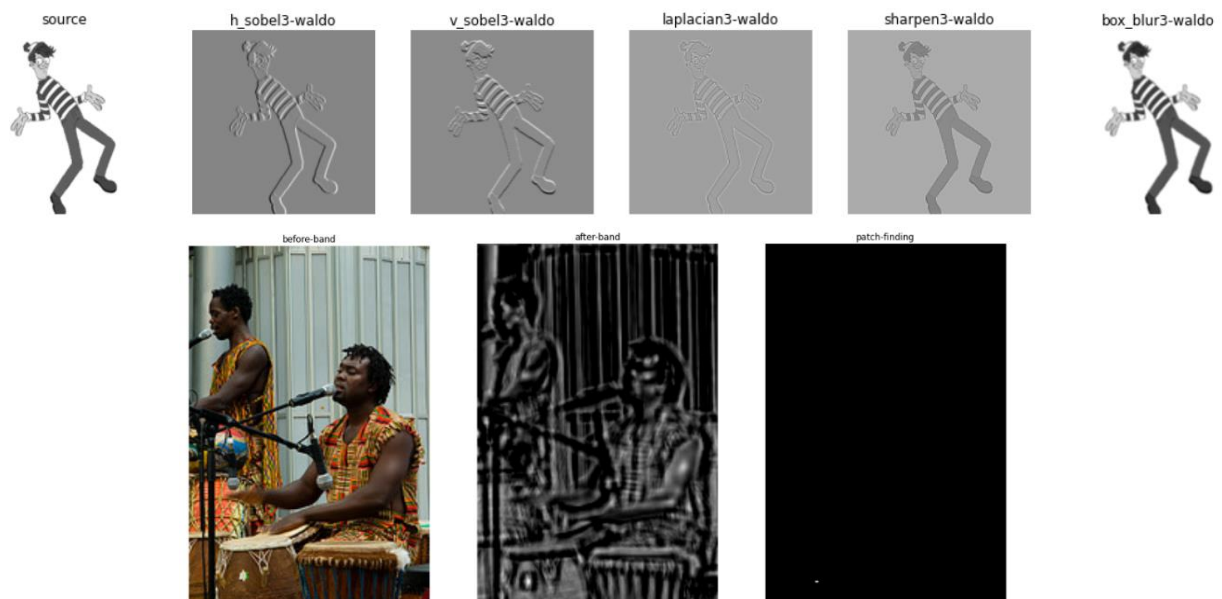 source
h_sobel3-waldo
v_sobel3-waldo
laplacian3-waldo
sharpen3-waldo
box_blur3-waldo
before-band
after-band
patch-finding